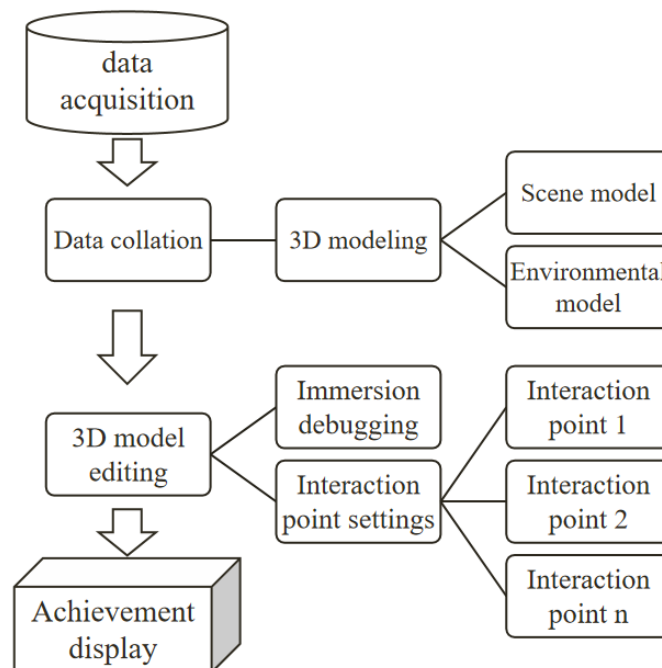 data
acquisition
Data collation
3D modeling
Scene model
Environmental
model
3D model
editing
Immersion
debugging
Interaction
point settings
Interaction
point 1
Interaction
point 2
Interaction
point n
Achievement
display